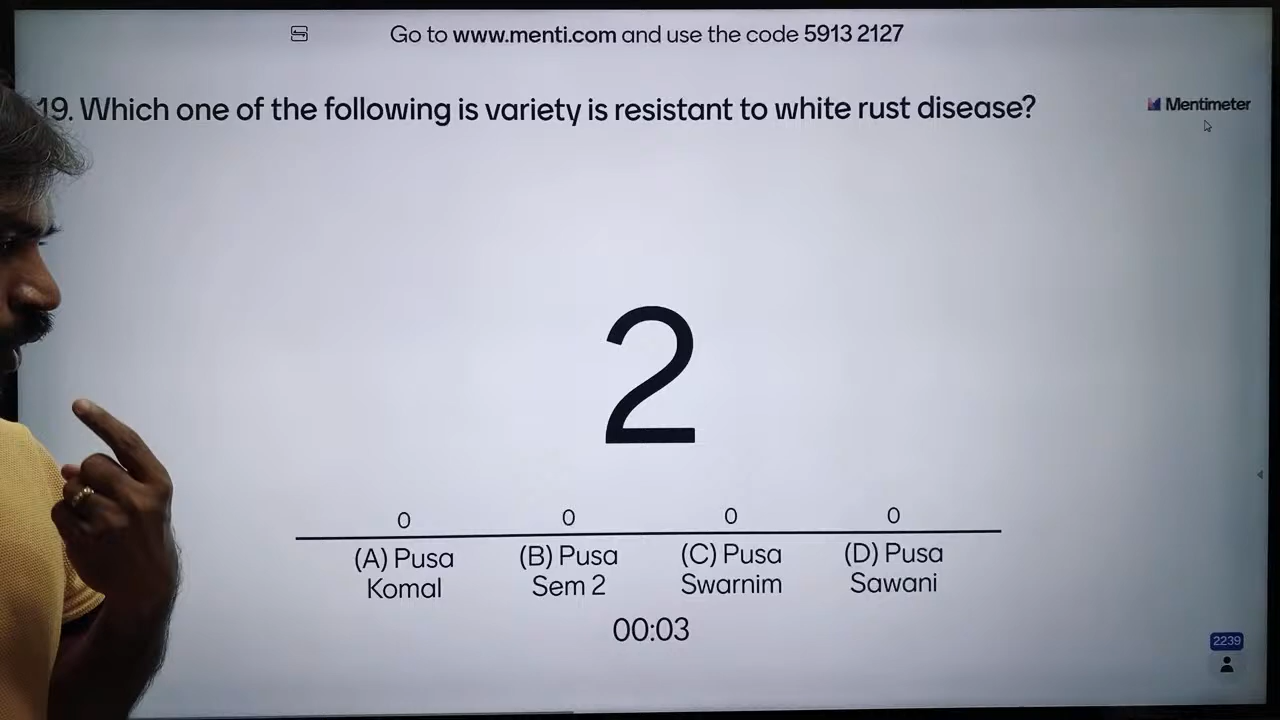 Go to www.menti.com and use the code 5913 2127
19. Which one of the following is variety is resistant to white rust disease?
Mentimeter
2
0
0
0
0
(A) Pusa
Komal
(B) Pusa
Sem 2
(C) Pusa
Swarnim
(D) Pusa
Sawani
00:03
2239